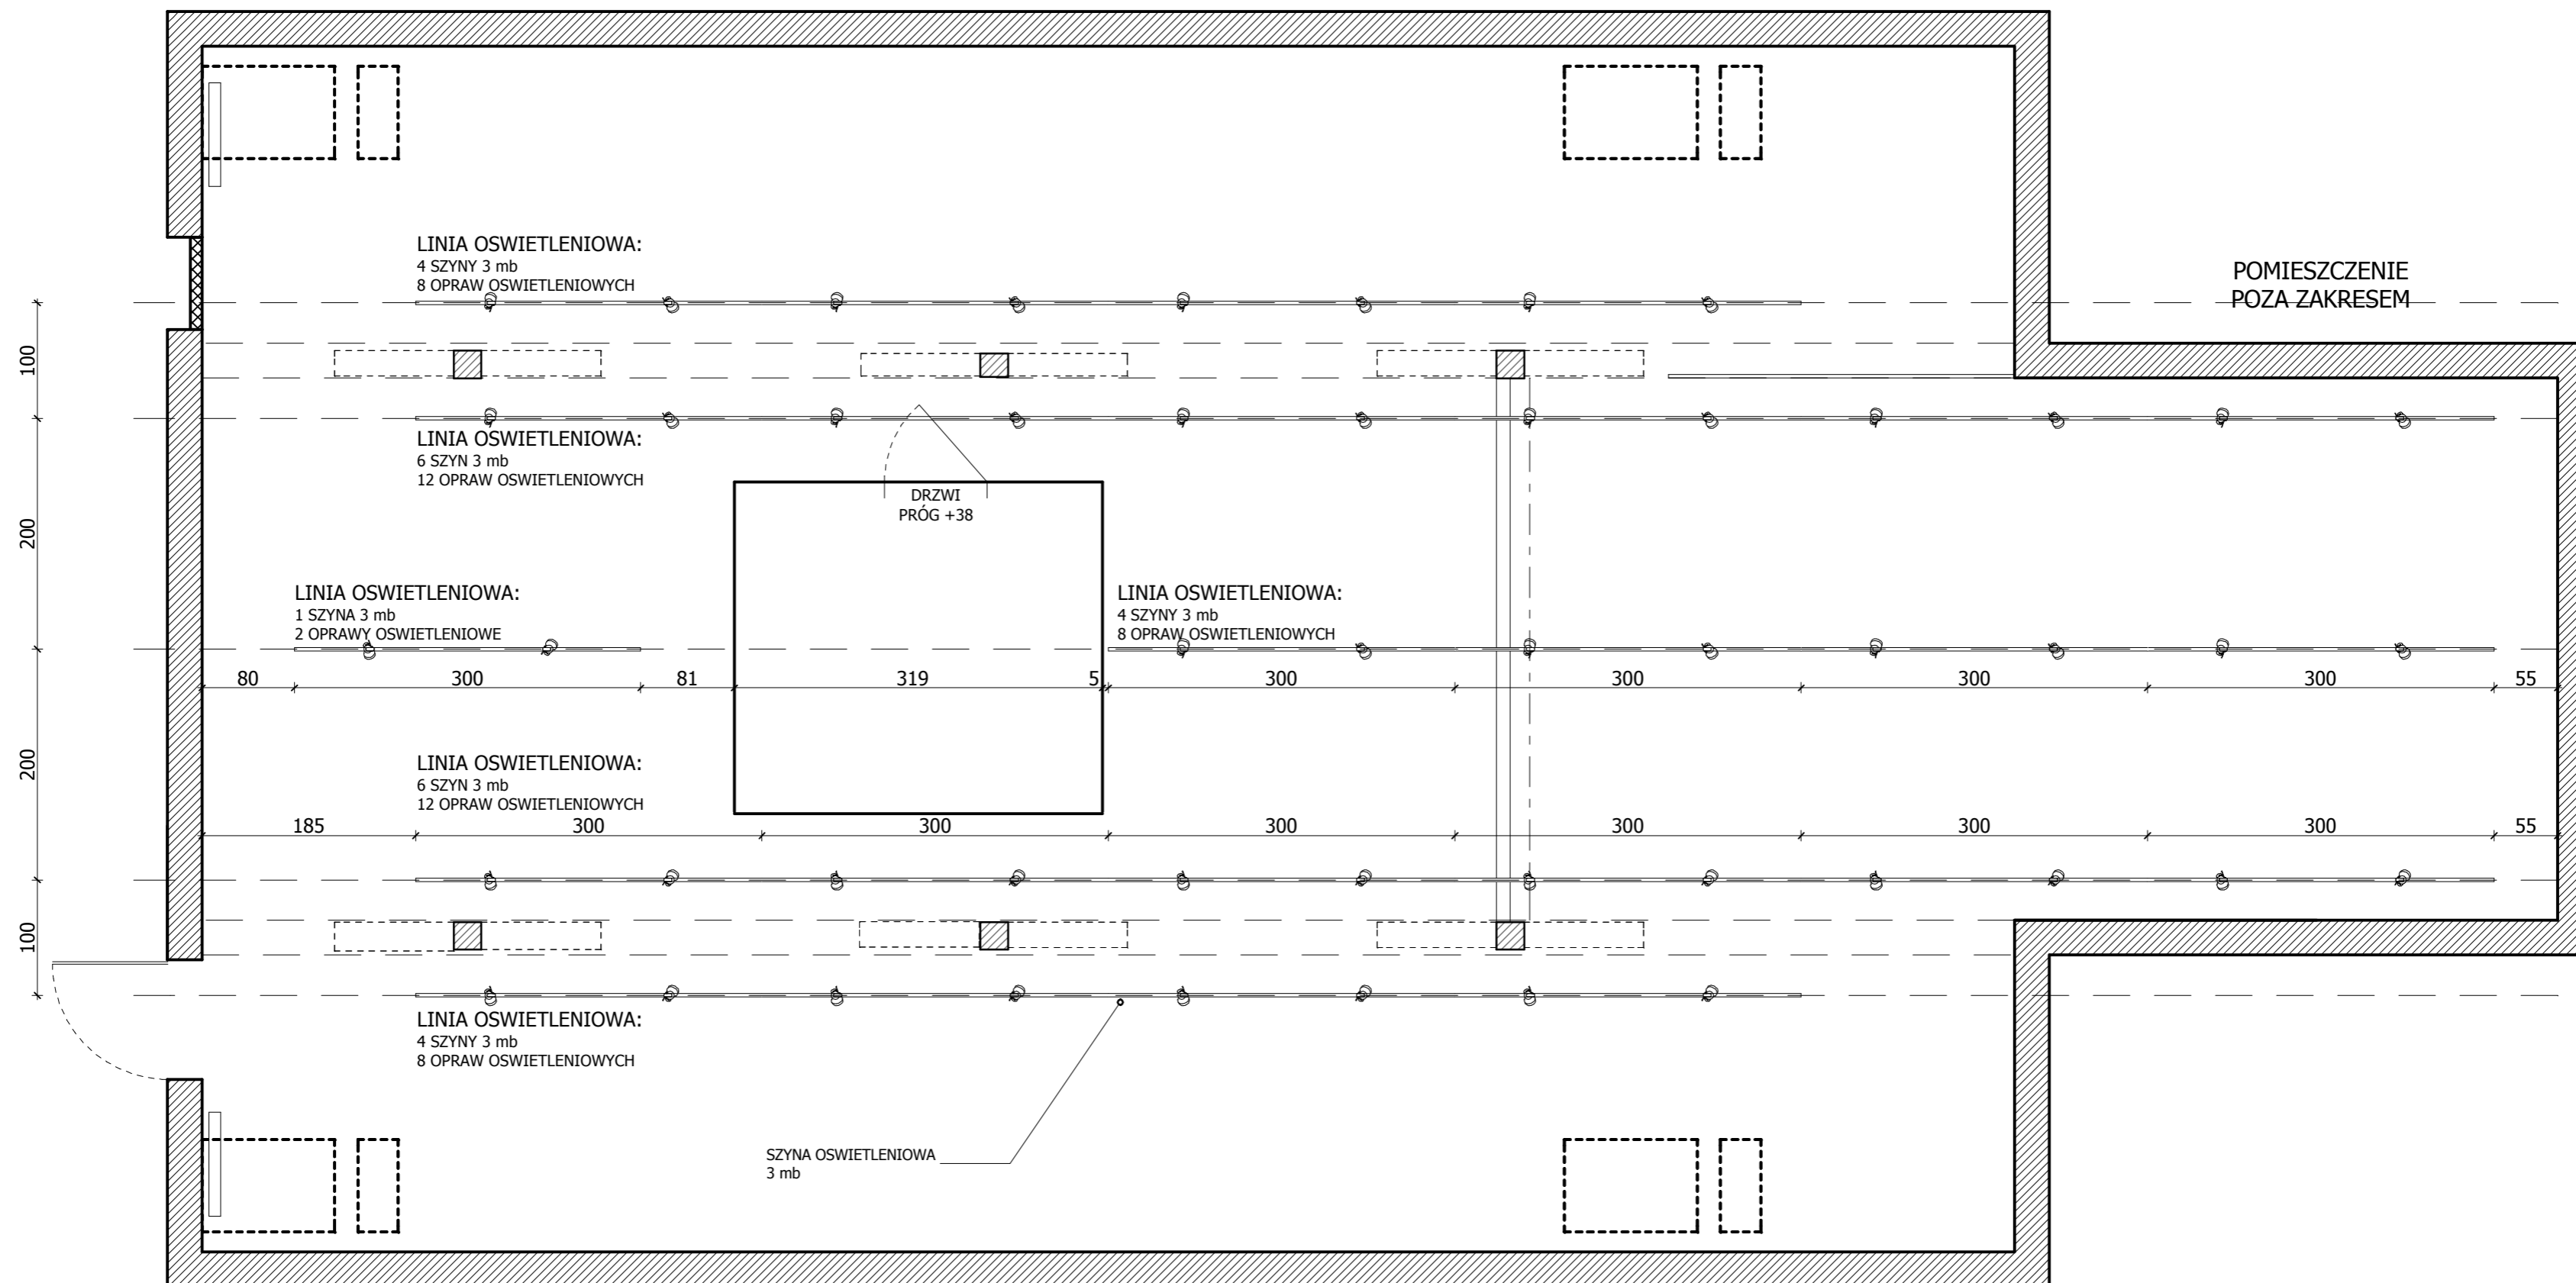 LINIA OSWIETLENIOWA:
4 SZYNY 3 mb
8 OPRAW OSWIETLENIOWYCH
POMIESZCZENIE
POZA ZAKRESEM
100
LINIA OSWIETLENIOWA:
6 SZYN 3 mb
12 OPRAW OSWIETLENIOWYCH
DRZWI
PRÓG +38
200
LINIA OSWIETLENIOWA:
1 SZYNA 3 mb
2 OPRAWY OSWIETLENIOWE
LINIA OSWIETLENIOWA:
4 SZYNY 3 mb
8 OPRAW OSWIETLENIOWYCH
80 300 81 319 5 300 300 300 300 55
200
LINIA OSWIETLENIOWA:
6 SZYN 3 mb
12 OPRAW OSWIETLENIOWYCH
185 300 300 300 300 300 300 55
100
LINIA OSWIETLENIOWA:
4 SZYNY 3 mb
8 OPRAW OSWIETLENIOWYCH
SZYNA OSWIETLENIOWA
3 mb